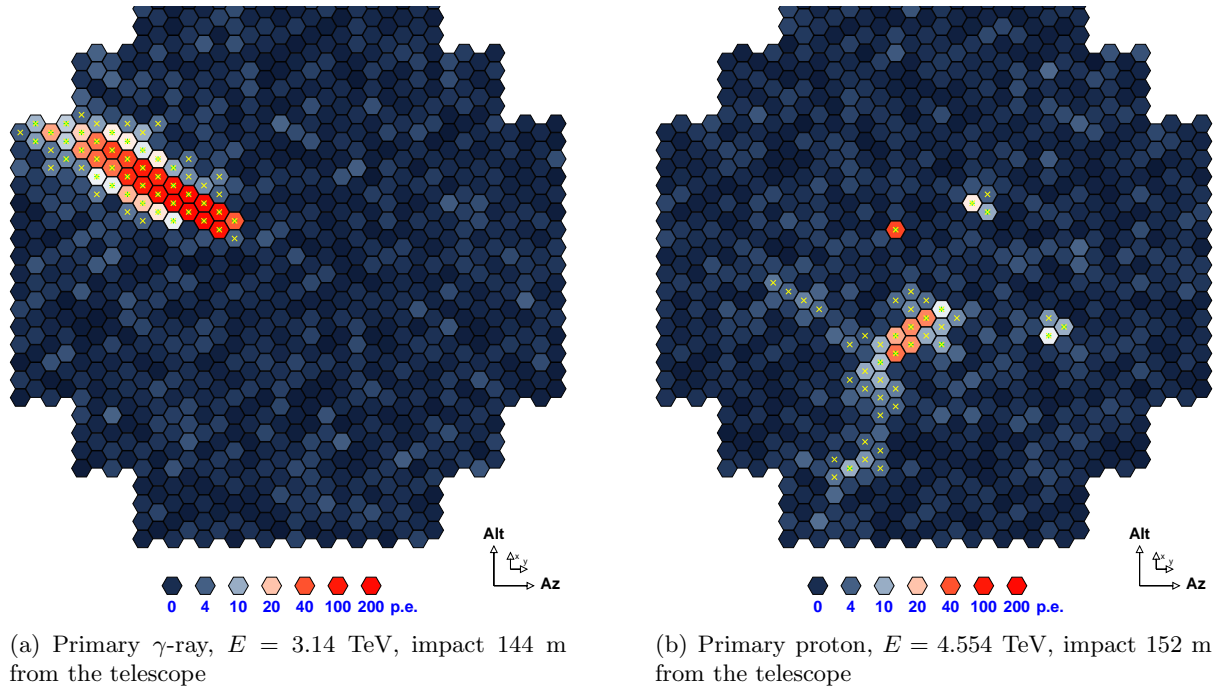 Alt
x
y
Az
0 4 10 20 40 100 200 p.e.
(a) Primary γ-ray, E = 3.14 TeV, impact 144 m
from the telescope
Alt
x
y
Az
0 4 10 20 40 100 200 p.e.
(b) Primary proton, E = 4.554 TeV, impact 152 m
from the telescope